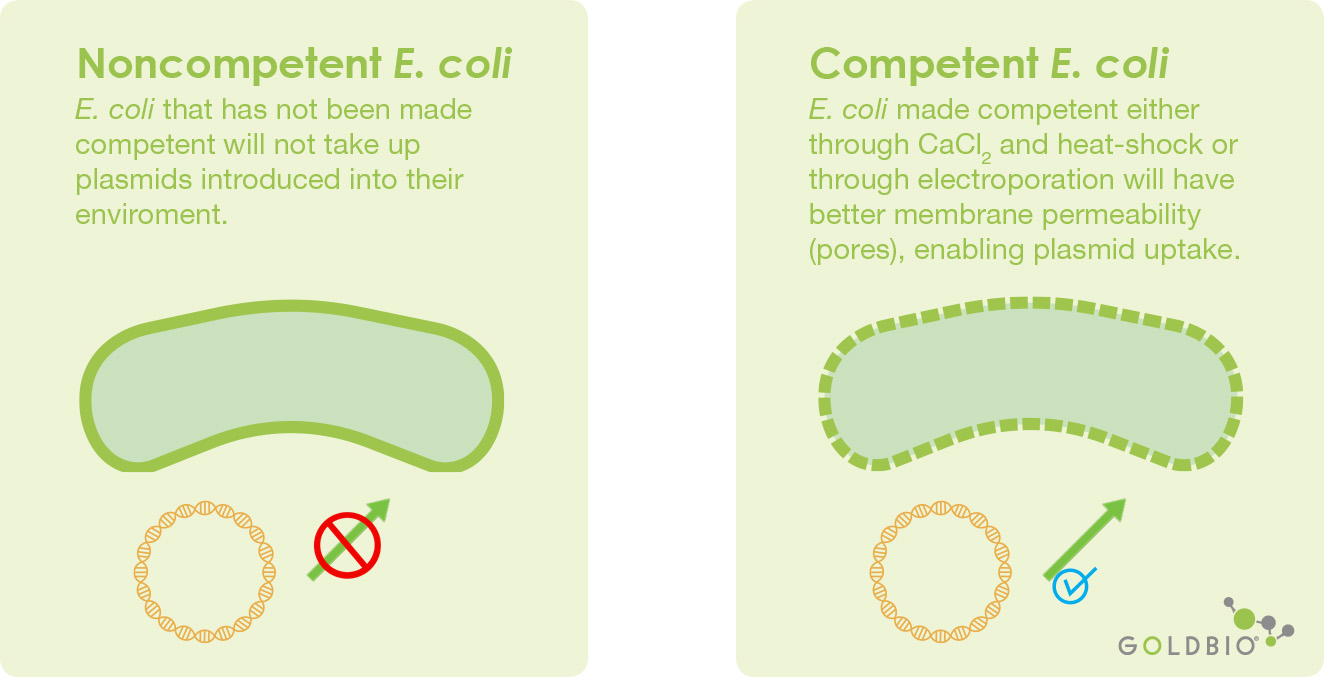 Noncompetent E. coli
E. coli that has not been made
competent will not take up
plasmids introduced into their
enviroment.
Competent E. coli
E. coli made competent either
through CaCl₂ and heat-shock or
through electroporation will have
better membrane permeability
(pores), enabling plasmid uptake.
GOLDBIO®